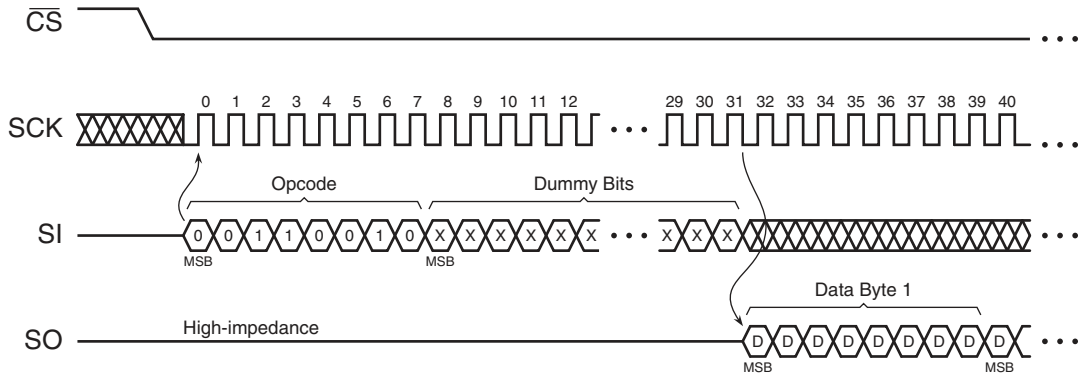 CS
0 1 2 3 4 5 6 7 8 9 10 11 12 29 30 31 32 33 34 35 36 37 38 39 40
SCK
Opcode Dummy Bits
SI 0 0 1 1 0 0 1 0 X X X X X X X X X
MSB MSB
Data Byte 1
High-impedance
SO D D D D D D D D D
MSB MSB